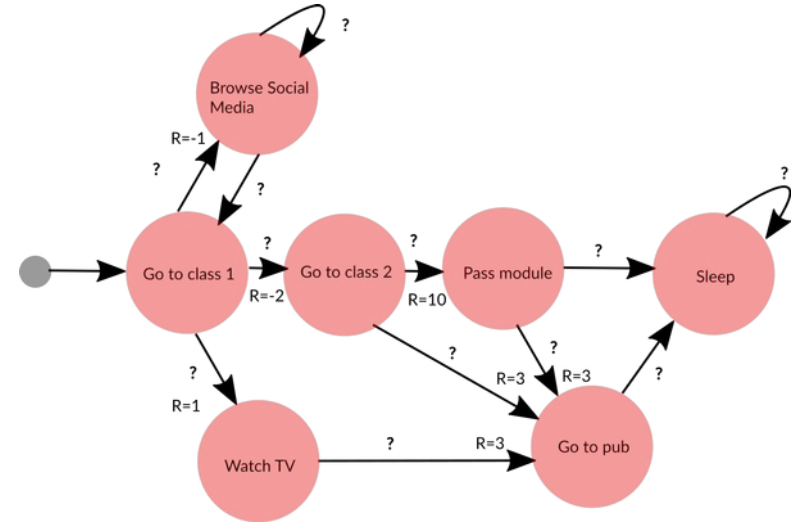 ?
Browse Social
Media
R=-1
?
?
?
Go to class 1
?
R=-2
Go to class 2
?
R=10
Pass module
?
Sleep
?
R=1
?
?
R=3
?
R=3
?
Watch TV
?
R=3
Go to pub